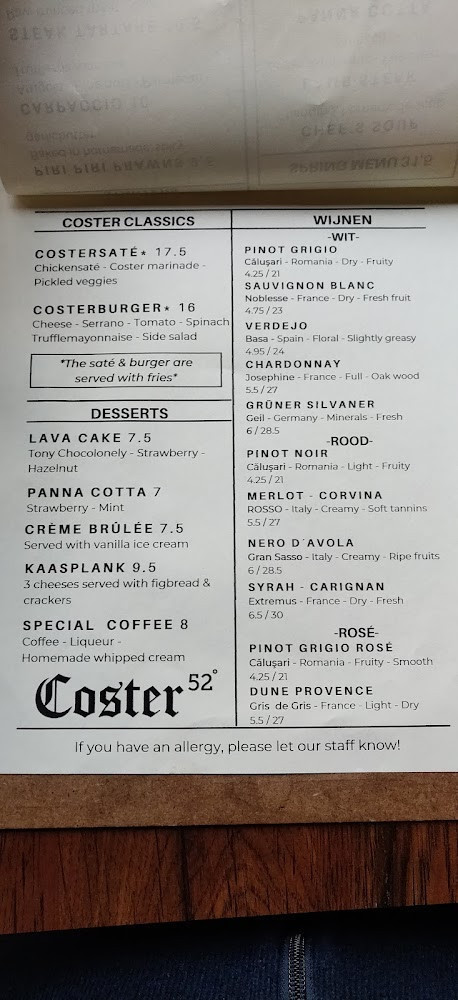 COSTER CLASSICS
COSTERSATÉ* 17.5
Chickensaté - Coster marinade -
Pickled veggies
COSTERBURGER* 16
Cheese - Serrano - Tomato - Spinach
Trufflemayonnaise - Side salad
*The saté & burger are
served with fries*
DESSERTS
LAVA CAKE 7.5
Tony Chocolonely - Strawberry -
Hazelnut
PANNA COTTA 7
Strawberry - Mint
CRÈME BRÛLÉE 7.5
Served with vanilla ice cream
KAASPLANK 9.5
3 cheeses served with figbread &
crackers
SPECIAL COFFEE 8
Coffee - Liqueur -
Homemade whipped cream
Coster 52°
WIJNEN
-WIT-
PINOT GRIGIO
Călușari - Romania - Dry - Fruity
4.25 / 21
SAUVIGNON BLANC
Noblesse - France - Dry - Fresh fruit
4.75 / 23
VERDEJO
Basa - Spain - Floral - Slightly greasy
4.95 / 24
CHARDONNAY
Josephine - France - Full - Oak wood
5.5 / 27
GRÜNER SILVANER
Geil - Germany - Minerals - Fresh
6 / 28.5
-ROOD-
PINOT NOIR
Călușari - Romania - Light - Fruity
4.25 / 21
MERLOT - CORVINA
ROSSO - Italy - Creamy - Soft tannins
5.5 / 27
NERO D´AVOLA
Gran Sasso - Italy - Creamy - Ripe fruits
6 / 28.5
SYRAH - CARIGNAN
Extremus - France - Dry - Fresh
6.5 / 30
-ROSÉ-
PINOT GRIGIO ROSÉ
Călușari - Romania - Fruity - Smooth
4.25 / 21
DUNE PROVENCE
Gris de Gris - France - Light - Dry
5.5 / 27
If you have an allergy, please let our staff know!